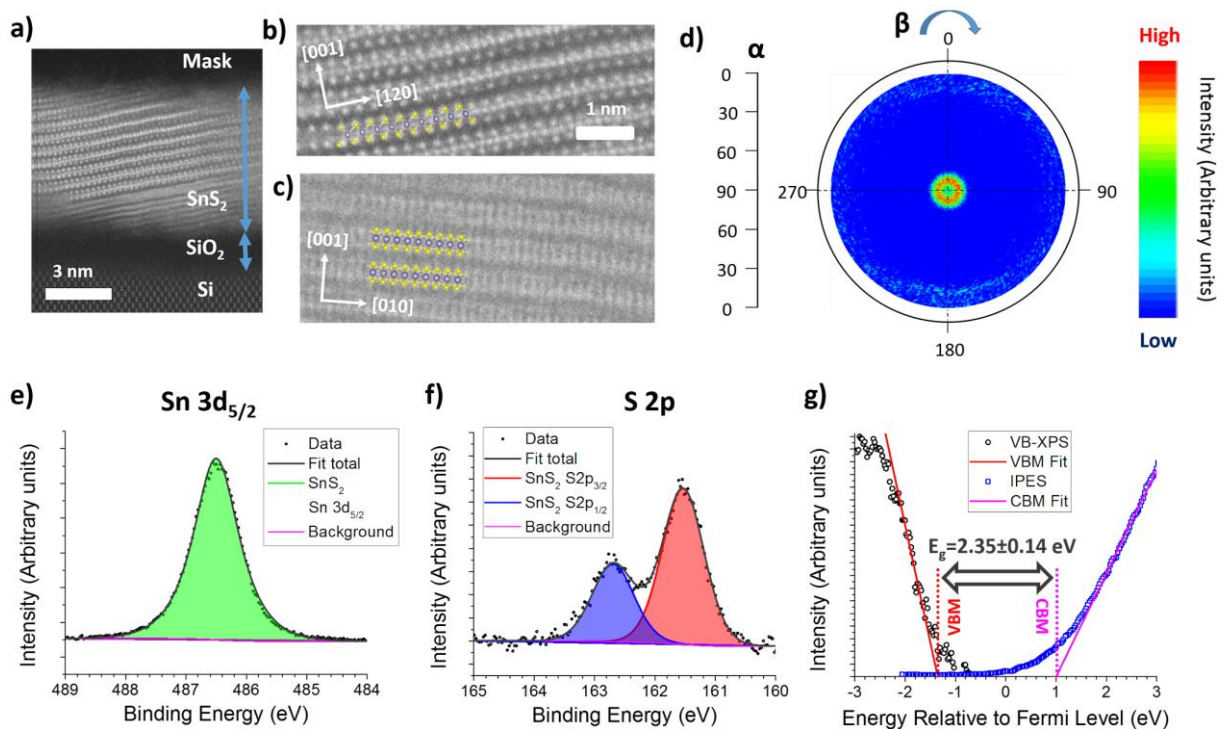 a)
Mask
SnS2
SiO2
Si
3 nm
b)
[001]
[120]
1 nm
c)
[001]
[010]
d)
α
0
30
60
90
60
30
0
β
0
90
180
270
High
Low
Intensity (Arbitrary units)
e)
Sn 3d5/2
Data
Fit total
SnS2
Sn 3d5/2
Background
Intensity (Arbitrary units)
489 488 487 486 485 484
Binding Energy (eV)
f)
S 2p
Data
Fit total
SnS2 S2p3/2
SnS2 S2p1/2
Background
Intensity (Arbitrary units)
165 164 163 162 161 160
Binding Energy (eV)
g)
VB-XPS
VBM Fit
IPES
CBM Fit
Eg=2.35±0.14 eV
VBM
CBM
Intensity (Arbitrary units)
-3 -2 -1 0 1 2 3
Energy Relative to Fermi Level (eV)